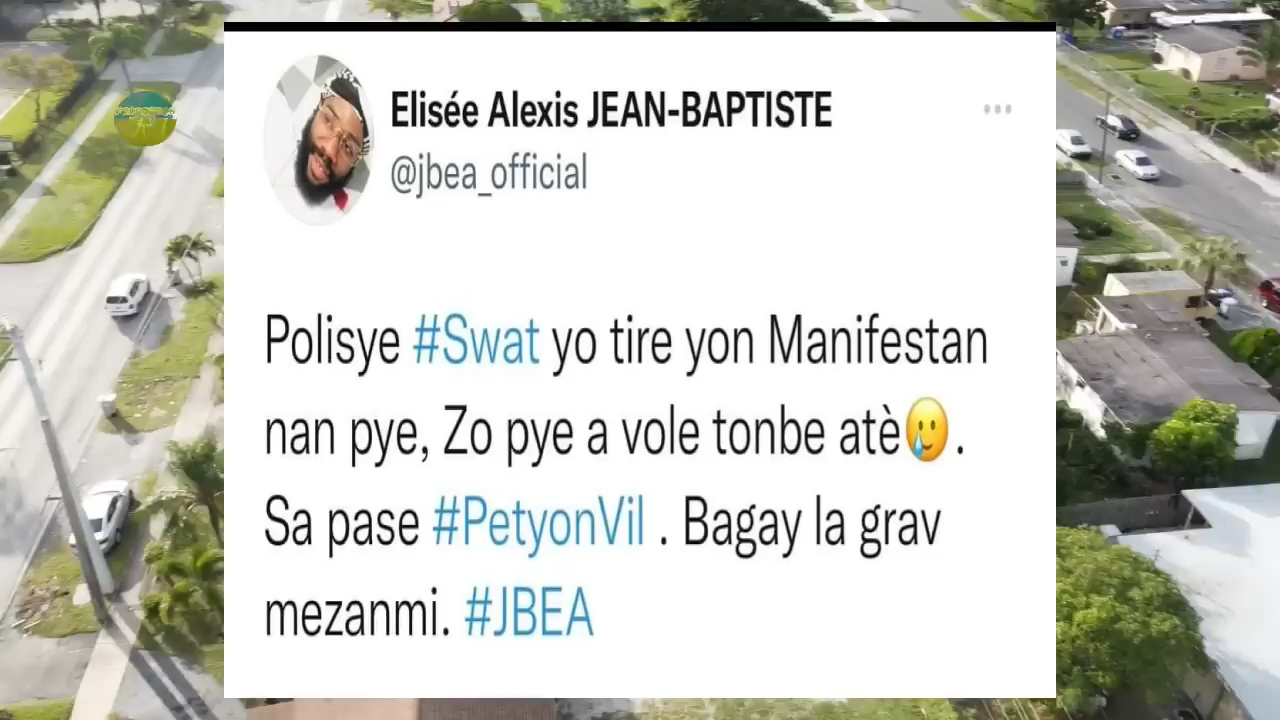 Elisée Alexis JEAN-BAPTISTE
@jbea_official
Polisye #Swat yo tire yon Manifestan
nan pye, Zo pye a vole tonbe atè🥲.
Sa pase #PetyonVil . Bagay la grav
mezanmi. #JBEA